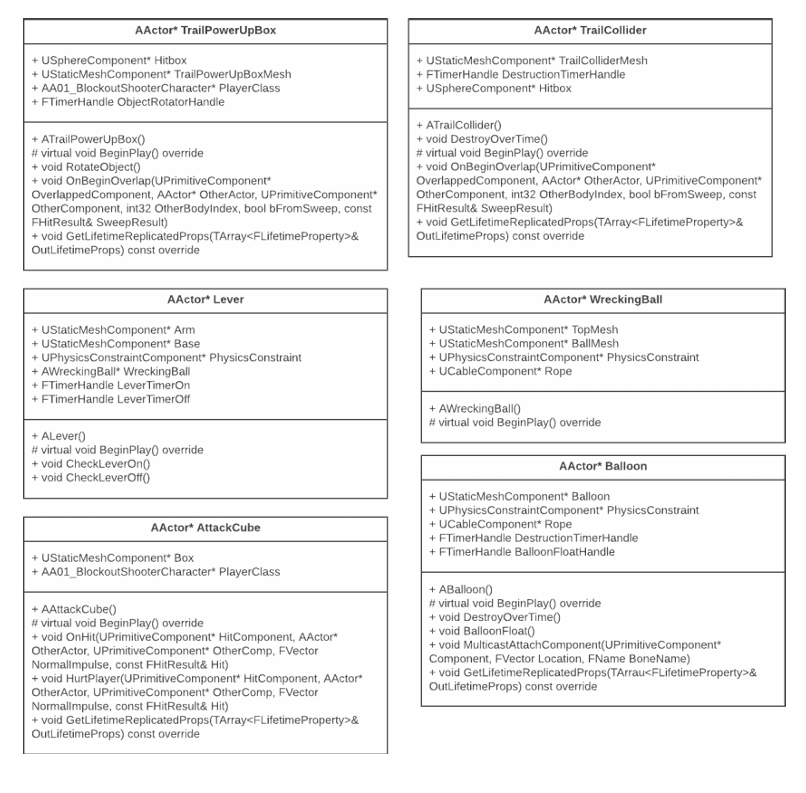 AActor* TrailPowerUpBox
+ USphereComponent* Hitbox
+ UStaticMeshComponent* TrailPowerUpBoxMesh
+ AA01_BlockoutShooterCharacter* PlayerClass
+ FTimerHandle ObjectRotatorHandle
+ ATrailPowerUpBox()
# virtual void BeginPlay() override
+ void RotateObject()
+ void OnBeginOverlap(UPrimitiveComponent*
OverlappedComponent, AActor* OtherActor, UPrimitiveComponent*
OtherComponent, int32 OtherBodyIndex, bool bFromSweep, const
FHitResult& SweepResult)
+ void GetLifetimeReplicatedProps(TArray<FLifetimeProperty>&
OutLifetimeProps) const override
AActor* TrailCollider
+ UStaticMeshComponent* TrailColliderMesh
+ FTimerHandle DestructionTimerHandle
+ USphereComponent* Hitbox
+ ATrailCollider()
+ void DestroyOverTime()
# virtual void BeginPlay() override
+ void OnBeginOverlap(UPrimitiveComponent*
OverlappedComponent, AActor* OtherActor, UPrimitiveComponent*
OtherComponent, int32 OtherBodyIndex, bool bFromSweep, const
FHitResult& SweepResult)
+ void GetLifetimeReplicatedProps(TArray<FLifetimeProperty>&
OutLifetimeProps) const override
AActor* Lever
+ UStaticMeshComponent* Arm
+ UStaticMeshComponent* Base
+ UPhysicsConstraintComponent* PhysicsConstraint
+ AWreckingBall* WreckingBall
+ FTimerHandle LeverTimerOn
+ FTimerHandle LeverTimerOff
+ ALever()
# virtual void BeginPlay() override
+ void CheckLeverOn()
+ void CheckLeverOff()
AActor* WreckingBall
+ UStaticMeshComponent* TopMesh
+ UStaticMeshComponent* BallMesh
+ UPhysicsConstraintComponent* PhysicsConstraint
+ UCableComponent* Rope
+ AWreckingBall()
# virtual void BeginPlay() override
AActor* Balloon
+ UStaticMeshComponent* Balloon
+ UPhysicsConstraintComponent* PhysicsConstraint
+ UCableComponent* Rope
+ FTimerHandle DestructionTimerHandle
+ FTimerHandle BalloonFloatHandle
+ ABalloon()
# virtual void BeginPlay() override
+ void DestroyOverTime()
+ void BalloonFloat()
+ void MulticastAttachComponent(UPrimitiveComponent*
Component, FVector Location, FName BoneName)
+ void GetLifetimeReplicatedProps(TArrau<FLifetimeProperty>&
OutLifetimeProps) const override
AActor* AttackCube
+ UStaticMeshComponent* Box
+ AA01_BlockoutShooterCharacter* PlayerClass
+ AAttackCube()
# virtual void BeginPlay() override
+ void OnHit(UPrimitiveComponent* HitComponent, AActor*
OtherActor, UPrimitiveComponent* OtherComp, FVector
NormalImpulse, const FHitResult& Hit)
+ void HurtPlayer(UPrimitiveComponent* HitComponent, AActor*
OtherActor, UPrimitiveComponent* OtherComp, FVector
NormalImpulse, const FHitResult& Hit)
+ void GetLifetimeReplicatedProps(TArray<FLifetimeProperty>&
OutLifetimeProps) const override